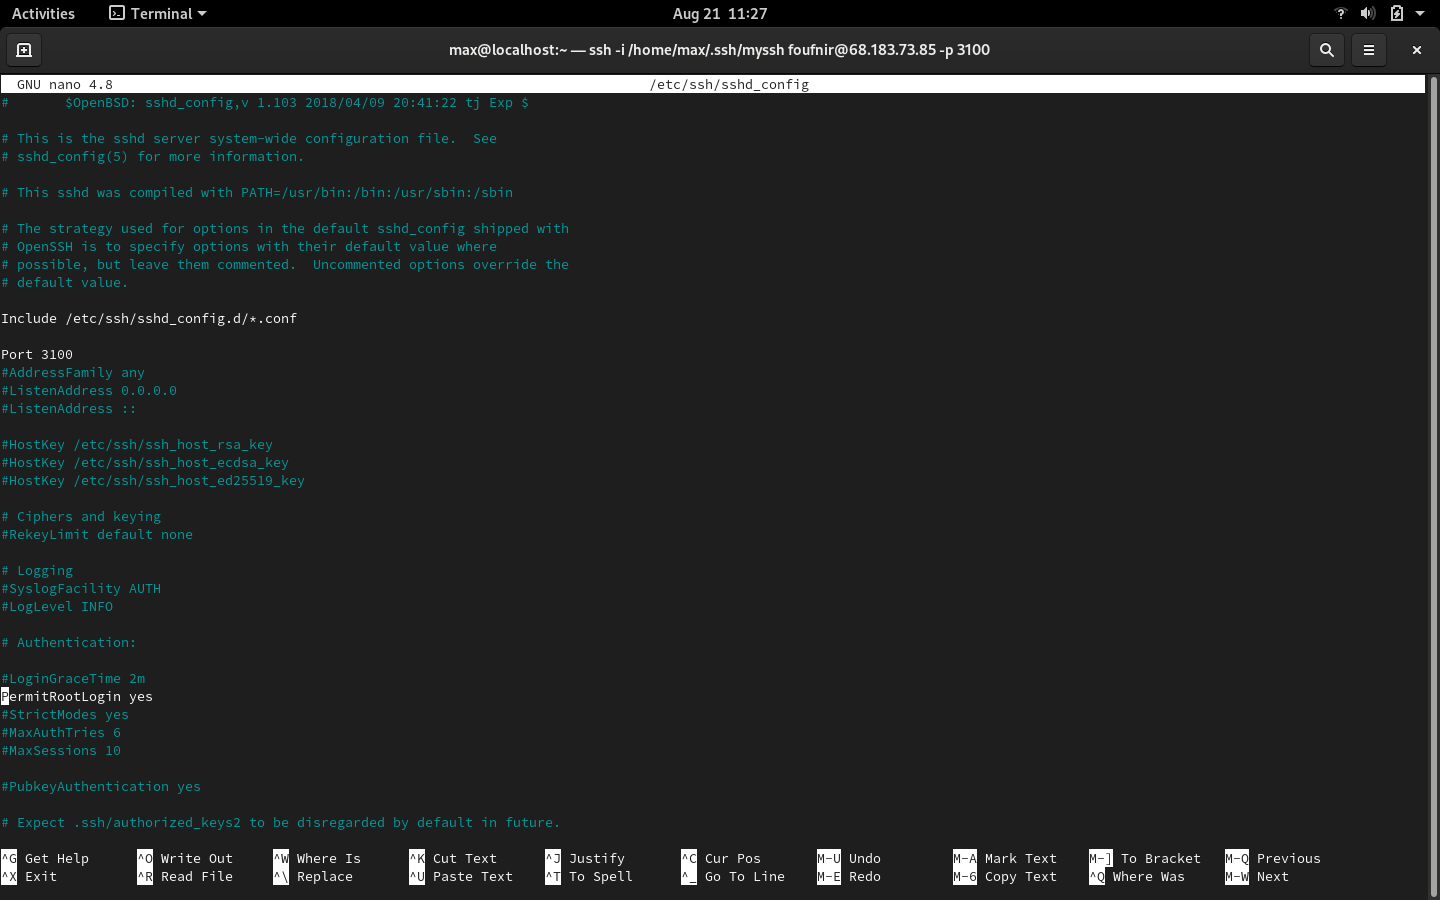 Activities Terminal Aug 21 11:27
max@localhost:~ — ssh -i /home/max/.ssh/myssh foufnir@68.183.73.85 -p 3100
GNU nano 4.8 /etc/ssh/sshd_config
#       $OpenBSD: sshd_config,v 1.103 2018/04/09 20:41:22 tj Exp $
# This is the sshd server system-wide configuration file.  See
# sshd_config(5) for more information.
# This sshd was compiled with PATH=/usr/bin:/bin:/usr/sbin:/sbin
# The strategy used for options in the default sshd_config shipped with
# OpenSSH is to specify options with their default value where
# possible, but leave them commented.  Uncommented options override the
# default value.
Include /etc/ssh/sshd_config.d/*.conf
Port 3100
#AddressFamily any
#ListenAddress 0.0.0.0
#ListenAddress ::
#HostKey /etc/ssh/ssh_host_rsa_key
#HostKey /etc/ssh/ssh_host_ecdsa_key
#HostKey /etc/ssh/ssh_host_ed25519_key
# Ciphers and keying
#RekeyLimit default none
# Logging
#SyslogFacility AUTH
#LogLevel INFO
# Authentication:
#LoginGraceTime 2m
PermitRootLogin yes
#StrictModes yes
#MaxAuthTries 6
#MaxSessions 10
#PubkeyAuthentication yes
# Expect .ssh/authorized_keys2 to be disregarded by default in future.
^G Get Help ^O Write Out ^W Where Is ^K Cut Text ^J Justify ^C Cur Pos M-U Undo M-A Mark Text M-] To Bracket M-Q Previous
^X Exit ^R Read File ^\ Replace ^U Paste Text ^T To Spell ^_ Go To Line M-E Redo M-6 Copy Text ^Q Where Was M-W Next